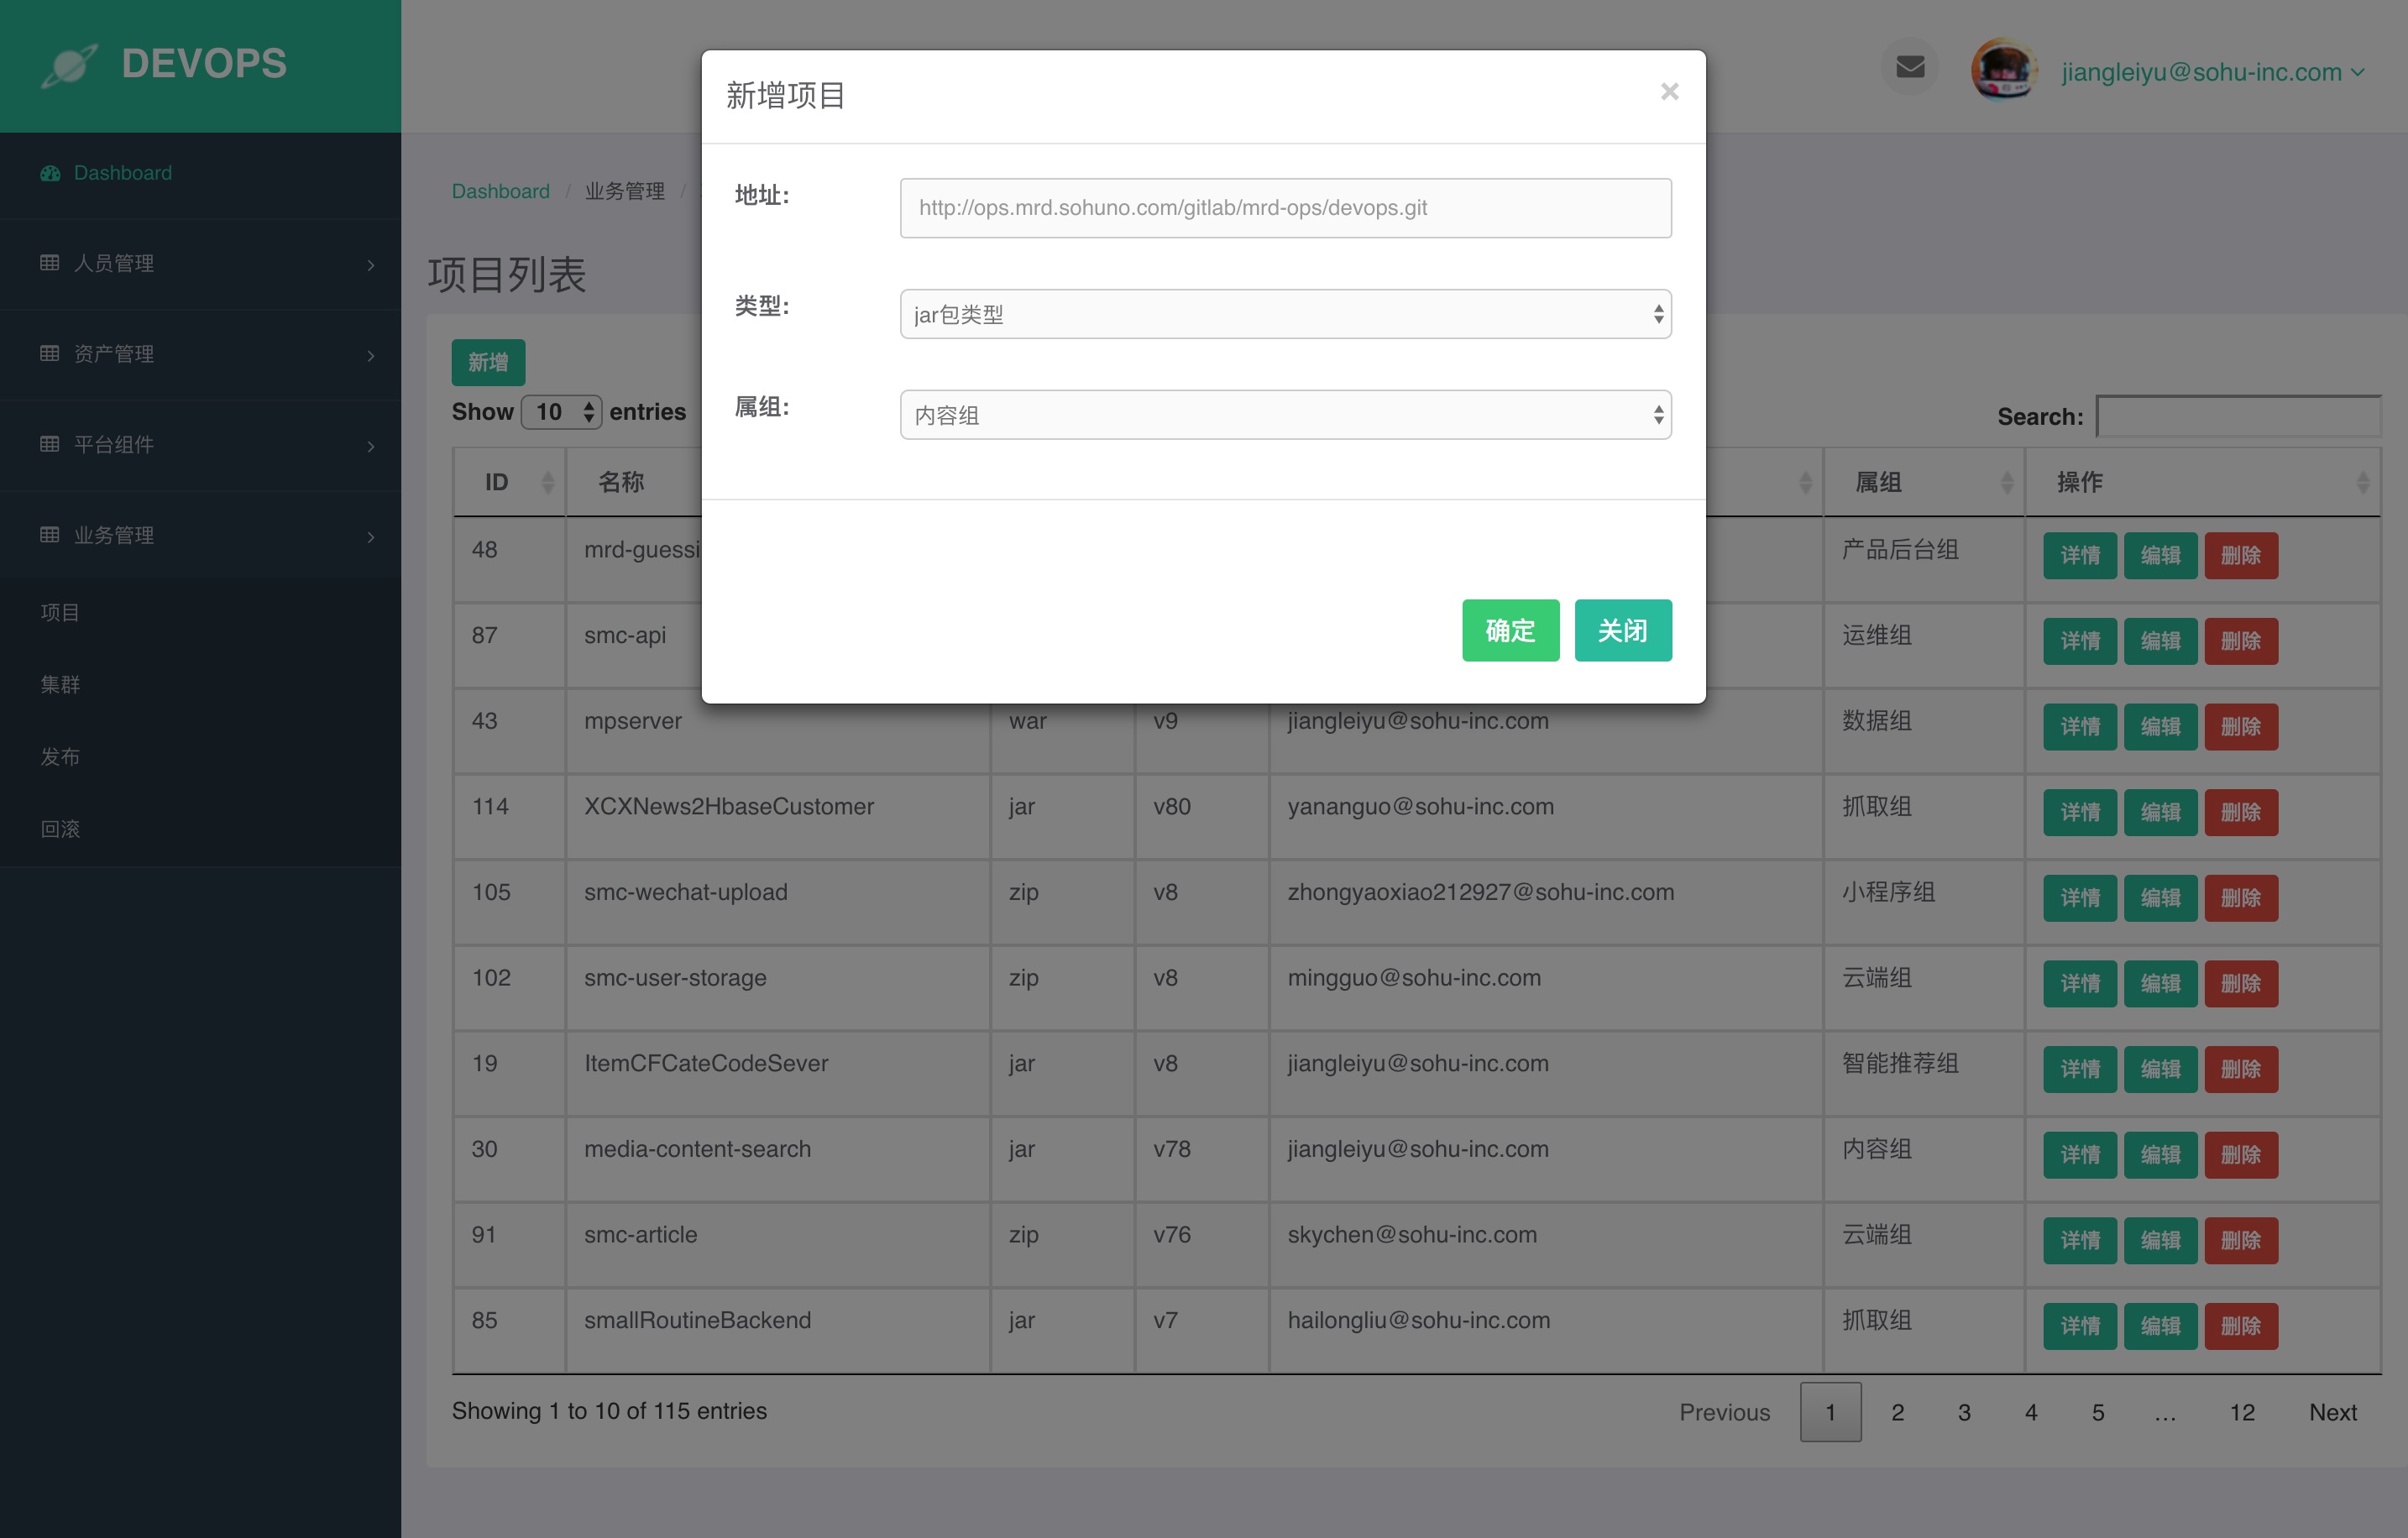 DEVOPS
jiangleiyu@sohu-inc.com
Dashboard
人员管理
资产管理
平台组件
业务管理
项目
集群
发布
回滚
Dashboard / 业务管理 /
项目列表
新增
Show 10 entries
Search:
新增项目 ×
地址: http://ops.mrd.sohuno.com/gitlab/mrd-ops/devops.git
类型: jar包类型
属组: 内容组
确定 关闭
ID 名称 属组 操作
48 mrd-guessi 产品后台组 详情 编辑 删除
87 smc-api 运维组 详情 编辑 删除
43 mpserver war v9 jiangleiyu@sohu-inc.com 数据组 详情 编辑 删除
114 XCXNews2HbaseCustomer jar v80 yananguo@sohu-inc.com 抓取组 详情 编辑 删除
105 smc-wechat-upload zip v8 zhongyaoxiao212927@sohu-inc.com 小程序组 详情 编辑 删除
102 smc-user-storage zip v8 mingguo@sohu-inc.com 云端组 详情 编辑 删除
19 ItemCFCateCodeSever jar v8 jiangleiyu@sohu-inc.com 智能推荐组 详情 编辑 删除
30 media-content-search jar v78 jiangleiyu@sohu-inc.com 内容组 详情 编辑 删除
91 smc-article zip v76 skychen@sohu-inc.com 云端组 详情 编辑 删除
85 smallRoutineBackend jar v7 hailongliu@sohu-inc.com 抓取组 详情 编辑 删除
Showing 1 to 10 of 115 entries
Previous 1 2 3 4 5 … 12 Next